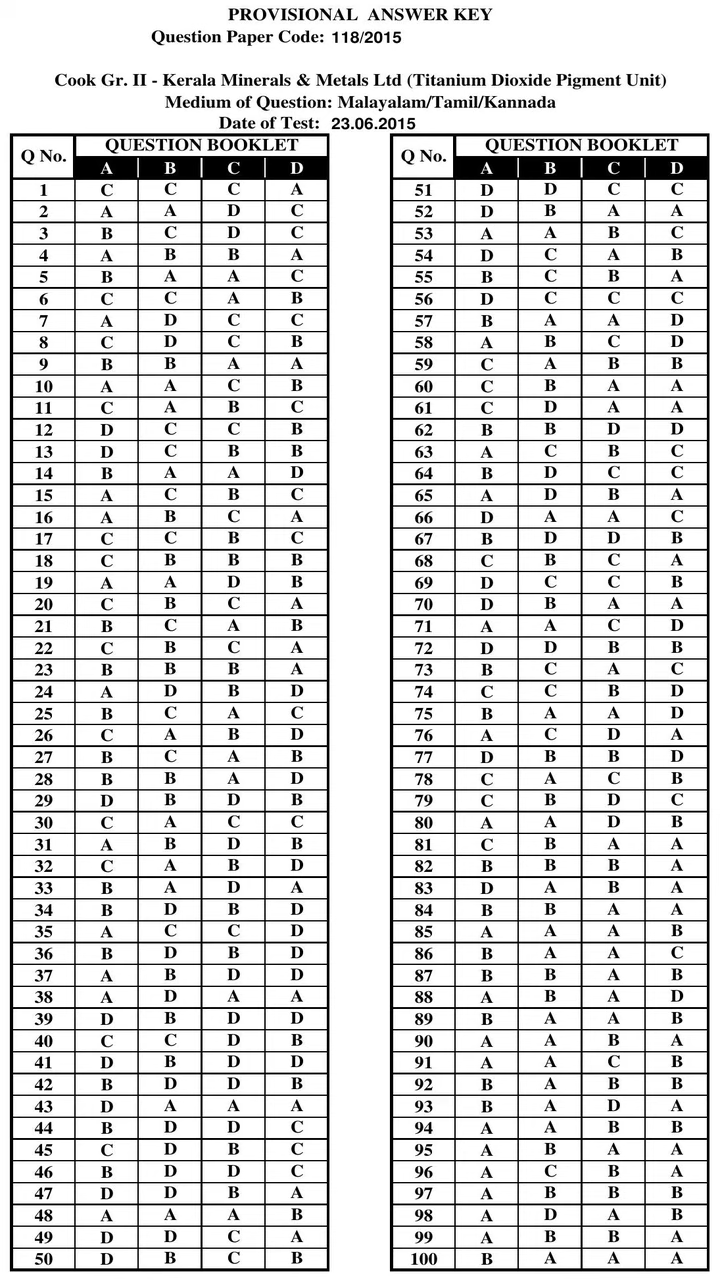 PROVISIONAL ANSWER KEY
Question Paper Code: 118/2015
Cook Gr. II - Kerala Minerals & Metals Ltd (Titanium Dioxide Pigment Unit)
Medium of Question: Malayalam/Tamil/Kannada
Date of Test: 23.06.2015
Q No. QUESTION BOOKLET
A B C D
1 C C C A
2 A A D C
3 B C D C
4 A B B A
5 B A A C
6 C C A B
7 A D C C
8 C D C B
9 B B A A
10 A A C B
11 C A B C
12 D C C B
13 D C B B
14 B A A D
15 A C B C
16 A B C A
17 C C B C
18 C B B B
19 A A D B
20 C B C A
21 B C A B
22 C B C A
23 B B B A
24 A D B D
25 B C A C
26 C A B D
27 B C A B
28 B B A D
29 D B D B
30 C A C C
31 A B D B
32 C A B D
33 B A D A
34 B D B D
35 A C C D
36 B D B D
37 A B D D
38 A D A A
39 D B D D
40 C C D B
41 D B D D
42 B D D B
43 D A A A
44 B D D C
45 C D B C
46 B D D C
47 D D B A
48 A A A B
49 D D C A
50 D B C B
Q No. QUESTION BOOKLET
A B C D
51 D D C C
52 D B A A
53 A A B C
54 D C A B
55 B C B A
56 D C C C
57 B A A D
58 A B C D
59 C A B B
60 C B A A
61 C D A A
62 B B D D
63 A C B C
64 B D C C
65 A D B A
66 D A A C
67 B D D B
68 C B C A
69 D C C B
70 D B A A
71 A A C D
72 D D B B
73 B C A C
74 C C B D
75 B A A D
76 A C D A
77 D B B D
78 C A C B
79 C B D C
80 A A D B
81 C B A A
82 B B B A
83 D A B A
84 B B A A
85 A A A B
86 B A A C
87 B B A B
88 A B A D
89 B A A B
90 A A B A
91 A A C B
92 B A B B
93 B A D A
94 A A B B
95 A B A A
96 A C B A
97 A B B B
98 A D A B
99 A B B A
100 B A A A